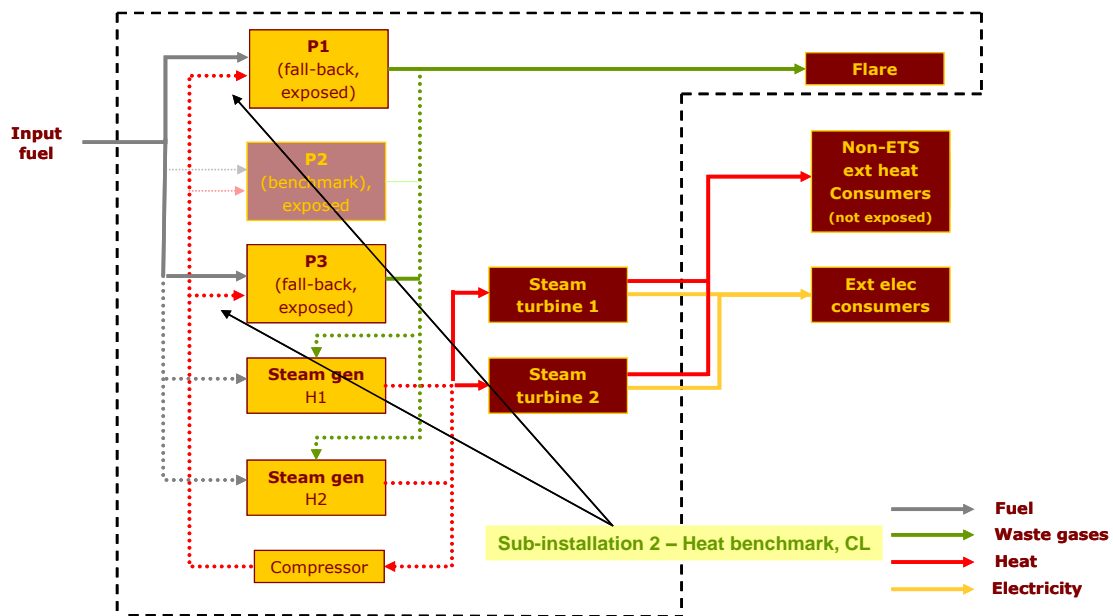 P1
(fall-back,
exposed)
Flare
Input
fuel
P2
(benchmark),
exposed
Non-ETS
ext heat
Consumers
(not exposed)
P3
(fall-back,
exposed)
Steam
turbine 1
Ext elec
consumers
Steam gen
H1
Steam
turbine 2
Steam gen
H2
Sub-installation 2 – Heat benchmark, CL
Compressor
Fuel
Waste gases
Heat
Electricity